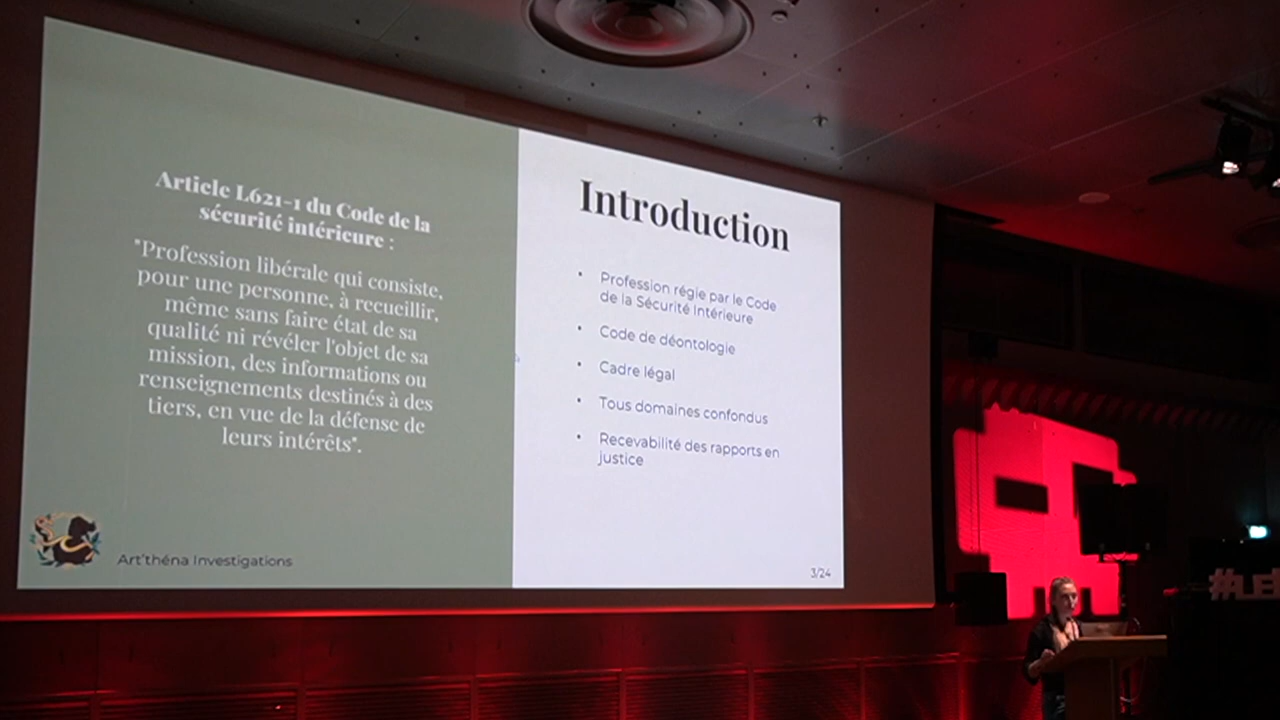 Article L621-1 du Code de la
sécurité intérieure :
"Profession libérale qui consiste,
pour une personne, à recueillir,
même sans faire état de sa
qualité ni révéler l'objet de sa
mission, des informations ou
renseignements destinés à des
tiers, en vue de la défense de
leurs intérêts".
Art'théna Investigations
Introduction
• Profession régie par le Code
de la Sécurité Intérieure
• Code de déontologie
• Cadre légal
• Tous domaines confondus
• Recevabilité des rapports en
justice
3/24